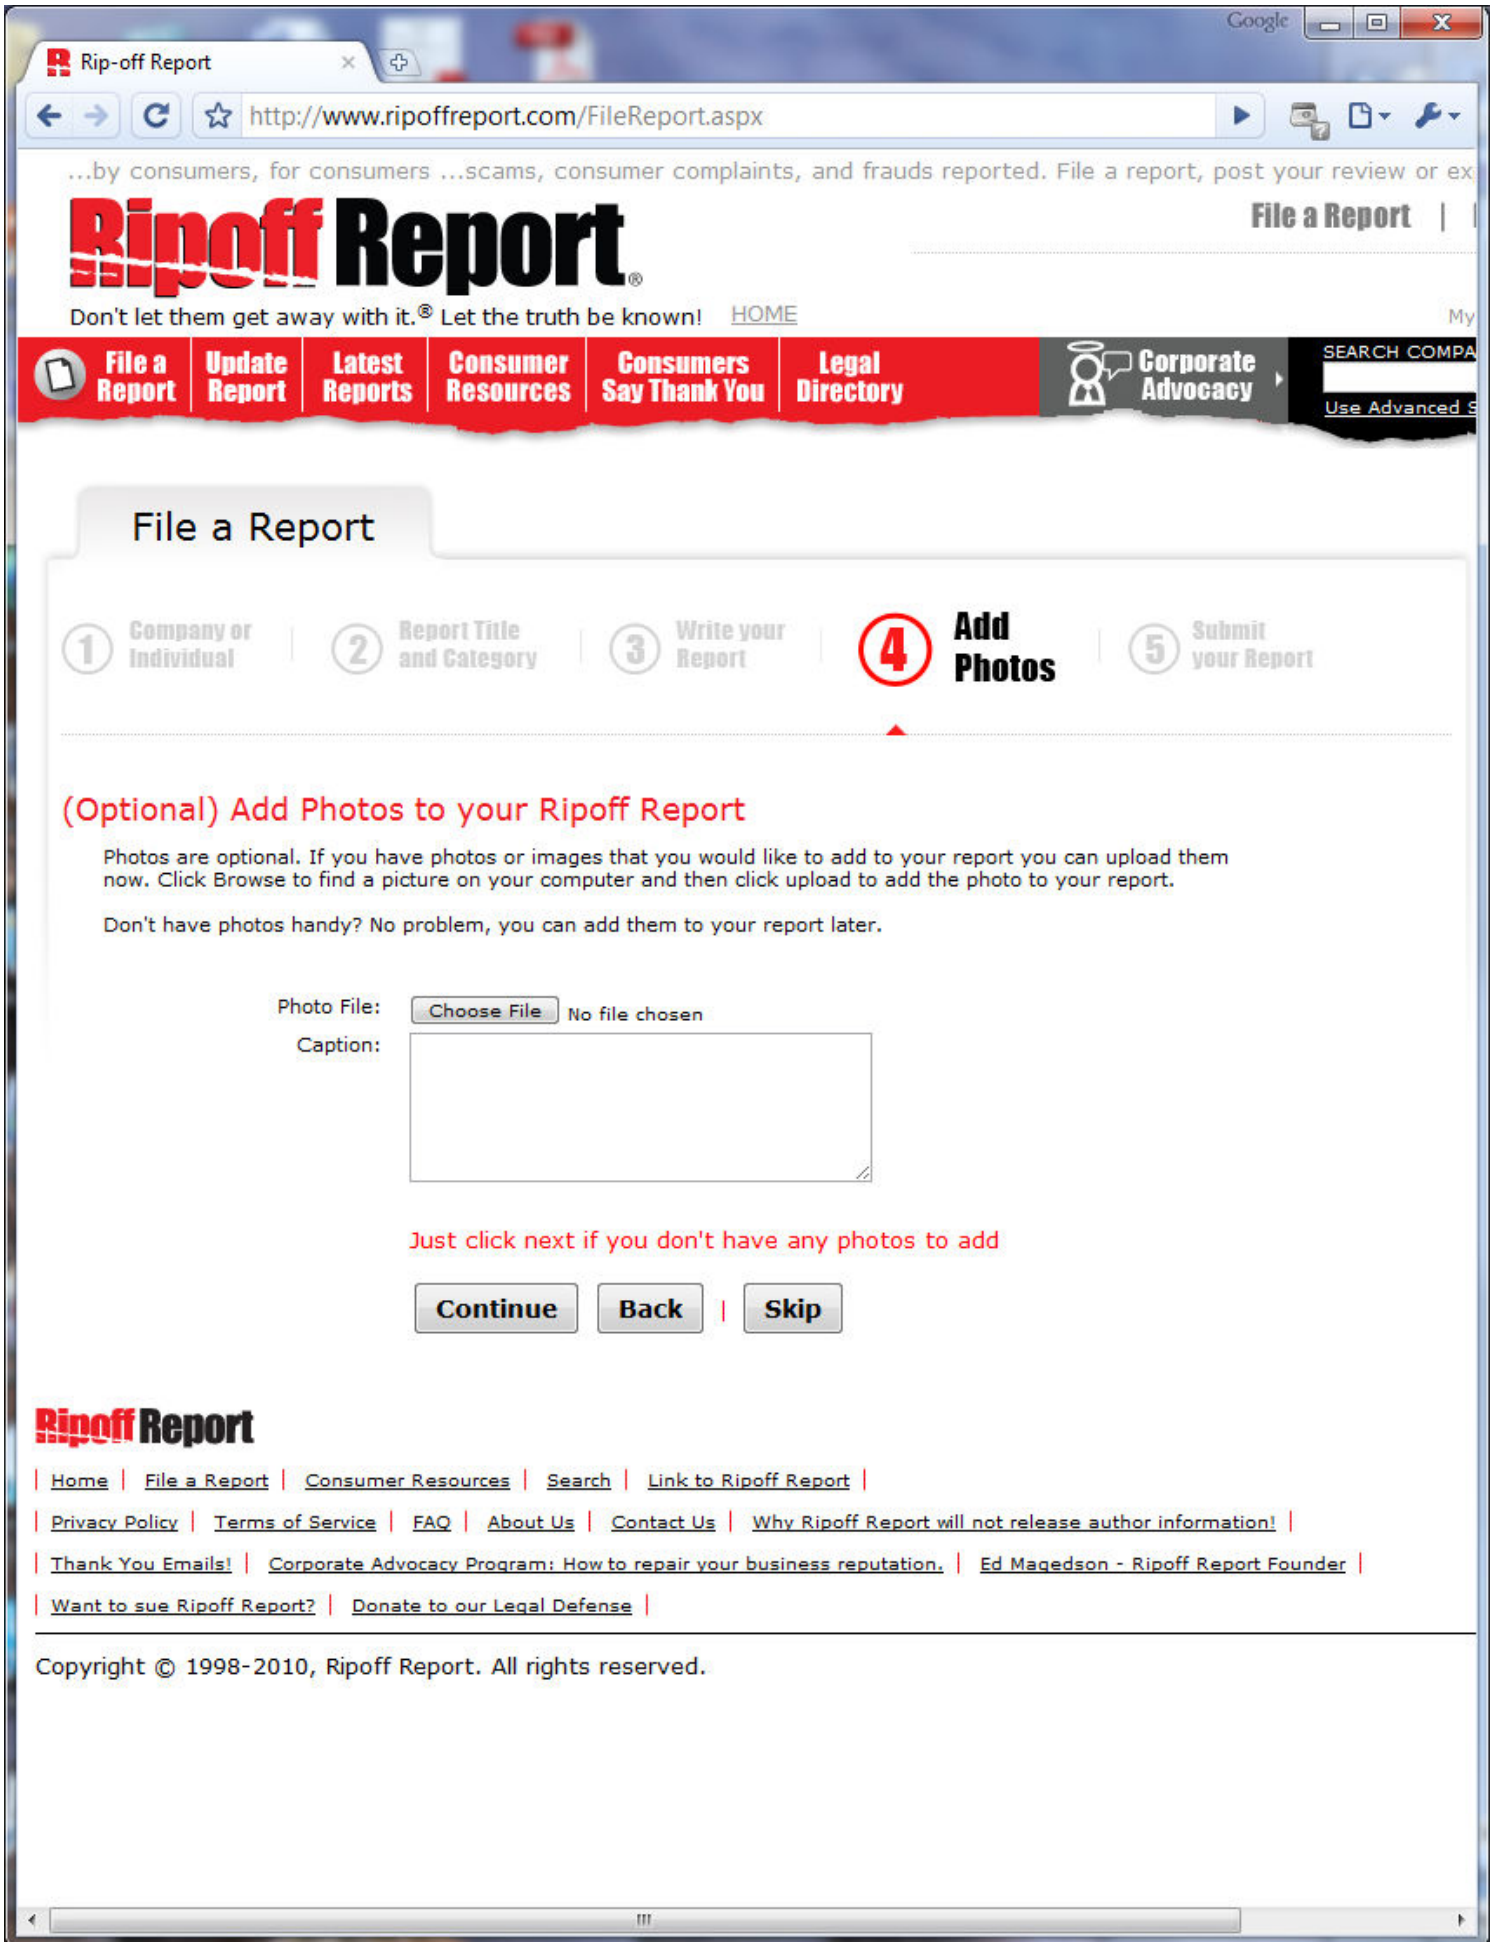 Google
Rip-off Report
http://www.ripoffreport.com/FileReport.aspx
...by consumers, for consumers ...scams, consumer complaints, and frauds reported. File a report, post your review or ex
Ripoff Report®
File a Report |
Don't let them get away with it.® Let the truth be known! HOME
My
File a Report
Update Report
Latest Reports
Consumer Resources
Consumers Say Thank You
Legal Directory
Corporate Advocacy
SEARCH COMPA
Use Advanced S
File a Report
1 Company or Individual
2 Report Title and Category
3 Write your Report
4 Add Photos
5 Submit your Report
(Optional) Add Photos to your Ripoff Report
Photos are optional. If you have photos or images that you would like to add to your report you can upload them
now. Click Browse to find a picture on your computer and then click upload to add the photo to your report.
Don't have photos handy? No problem, you can add them to your report later.
Photo File: Choose File No file chosen
Caption:
Just click next if you don't have any photos to add
Continue Back | Skip
Ripoff Report
| Home | File a Report | Consumer Resources | Search | Link to Ripoff Report |
| Privacy Policy | Terms of Service | FAQ | About Us | Contact Us | Why Ripoff Report will not release author information! |
| Thank You Emails! | Corporate Advocacy Program: How to repair your business reputation. | Ed Magedson - Ripoff Report Founder |
| Want to sue Ripoff Report? | Donate to our Legal Defense |
Copyright © 1998-2010, Ripoff Report. All rights reserved.